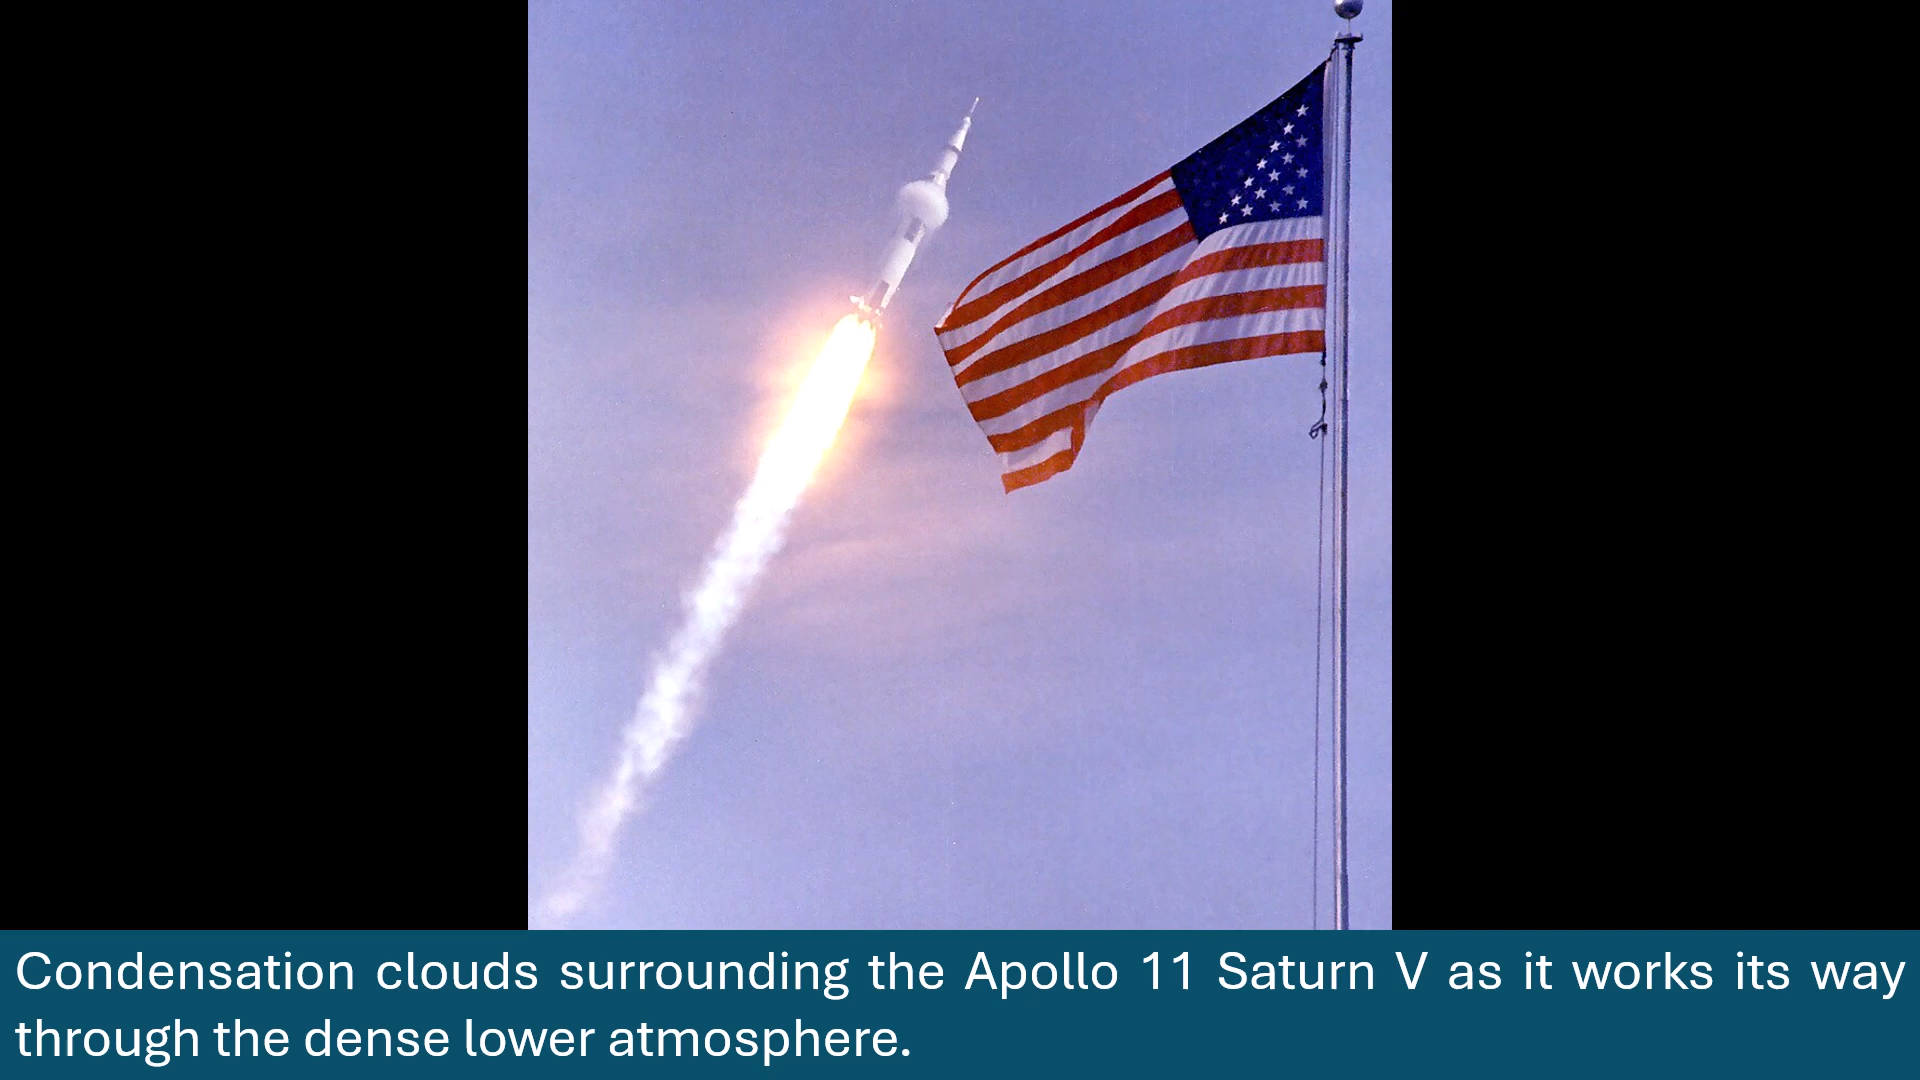 Condensation clouds surrounding the Apollo 11 Saturn V as it works its way
through the dense lower atmosphere.